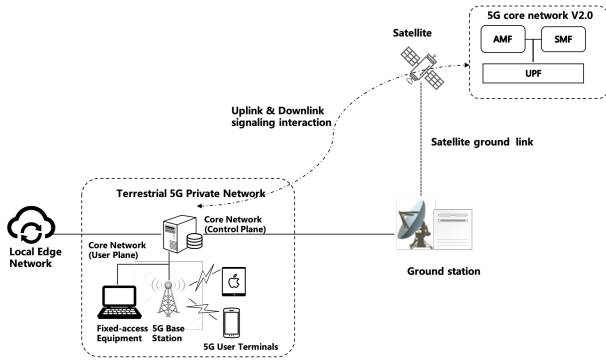 5G core network V2.0
Satellite
AMF
SMF
UPF
Uplink & Downlink
signaling interaction
Satellite ground link
Terrestrial 5G Private Network
Core Network
(Control Plane)
Local Edge
Network
Core Network
(User Plane)
Ground station
Fixed-access
Equipment
5G Base
Station
5G User Terminals